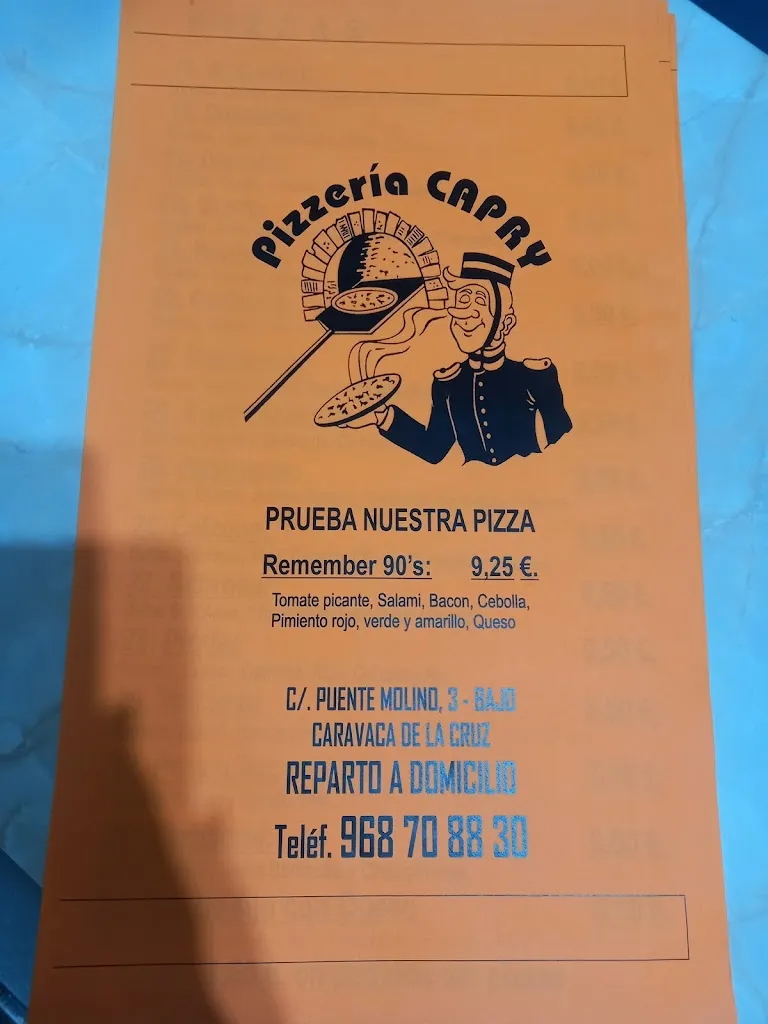 Pizzería CAPRY
PRUEBA NUESTRA PIZZA
Remember 90's: 9,25 €.
Tomate picante, Salami, Bacon, Cebolla,
Pimiento rojo, verde y amarillo, Queso
C/. PUENTE MOLINO, 3 - BAJO
CARAVACA DE LA CRUZ
REPARTO A DOMICILIO
Teléf. 968 70 88 30